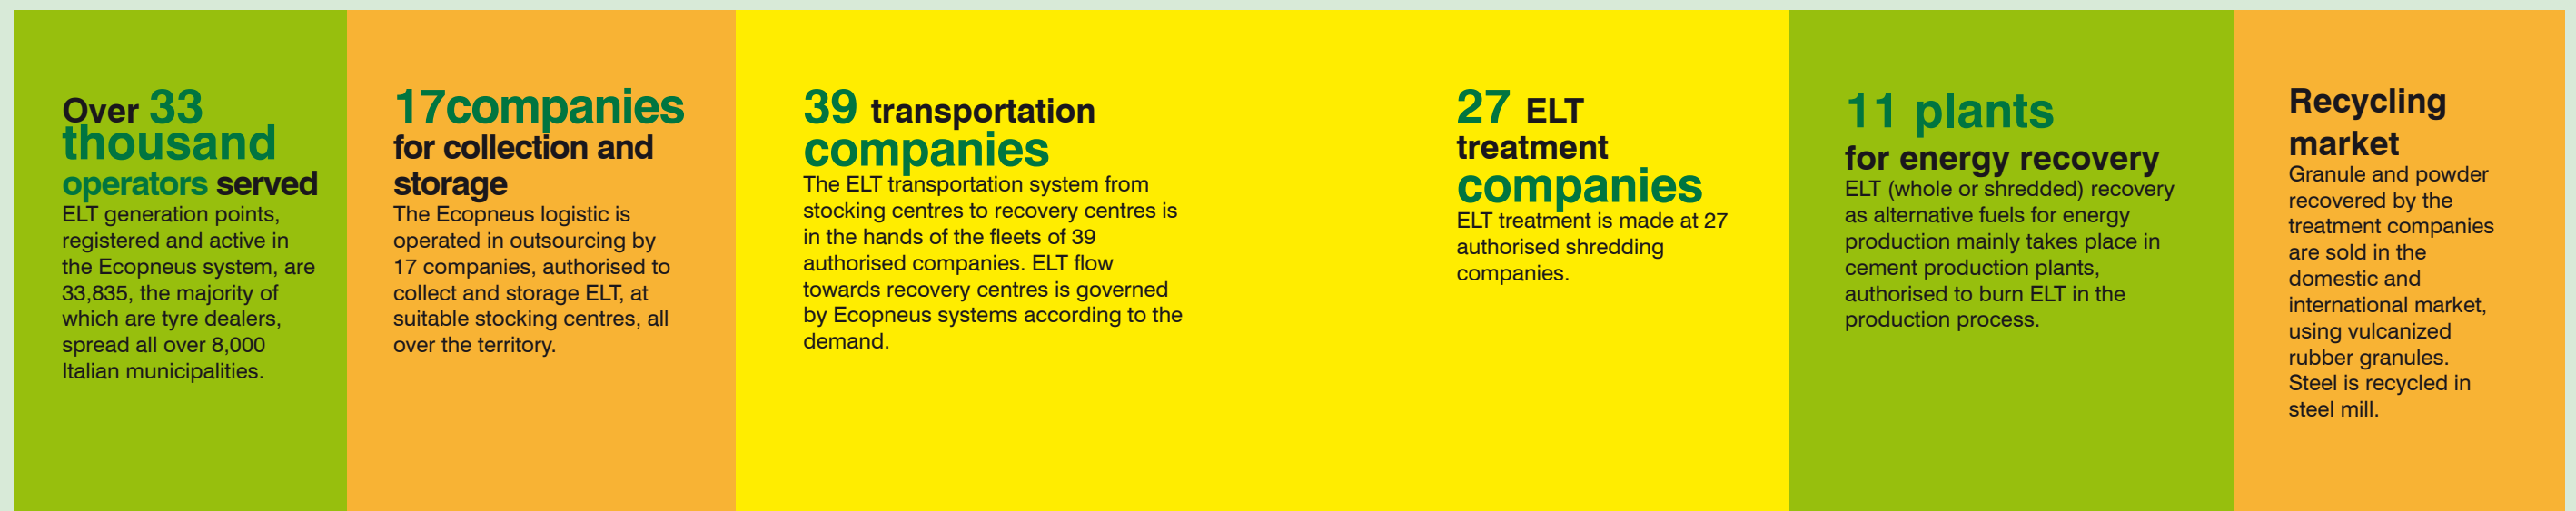 Over 33
thousand
operators served
ELT generation points,
registered and active in
the Ecopneus system, are
33,835, the majority of
which are tyre dealers,
spread all over 8,000
Italian municipalities.
17companies
for collection and
storage
The Ecopneus logistic is
operated in outsourcing by
17 companies, authorised to
collect and storage ELT, at
suitable stocking centres, all
over the territory.
39 transportation
companies
The ELT transportation system from
stocking centres to recovery centres is
in the hands of the fleets of 39
authorised companies. ELT flow
towards recovery centres is governed
by Ecopneus systems according to the
demand.
27 ELT
treatment
companies
ELT treatment is made at 27
authorised shredding
companies.
11 plants
for energy recovery
ELT (whole or shredded) recovery
as alternative fuels for energy
production mainly takes place in
cement production plants,
authorised to burn ELT in the
production process.
Recycling
market
Granule and powder
recovered by the
treatment companies
are sold in the
domestic and
international market,
using vulcanized
rubber granules.
Steel is recycled in
steel mill.